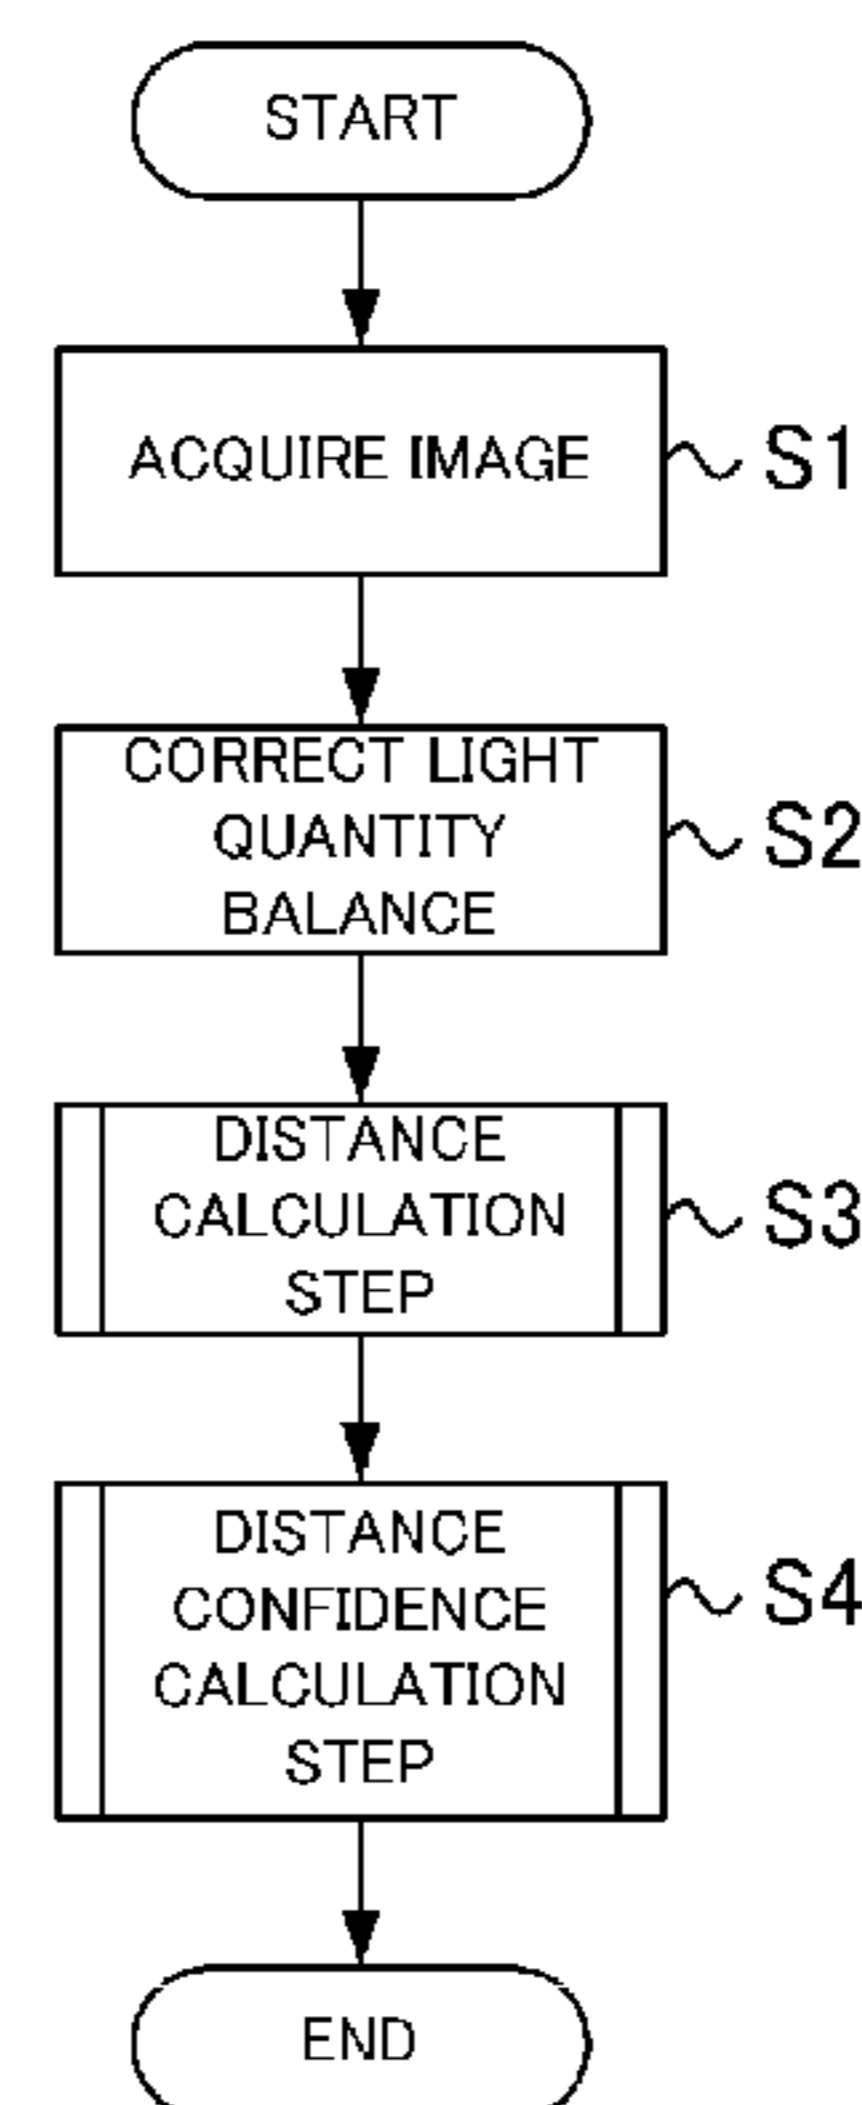 START
ACQUIRE IMAGE
S1
CORRECT LIGHT
QUANTITY
BALANCE
S2
DISTANCE
CALCULATION
STEP
S3
DISTANCE
CONFIDENCE
CALCULATION
STEP
S4
END